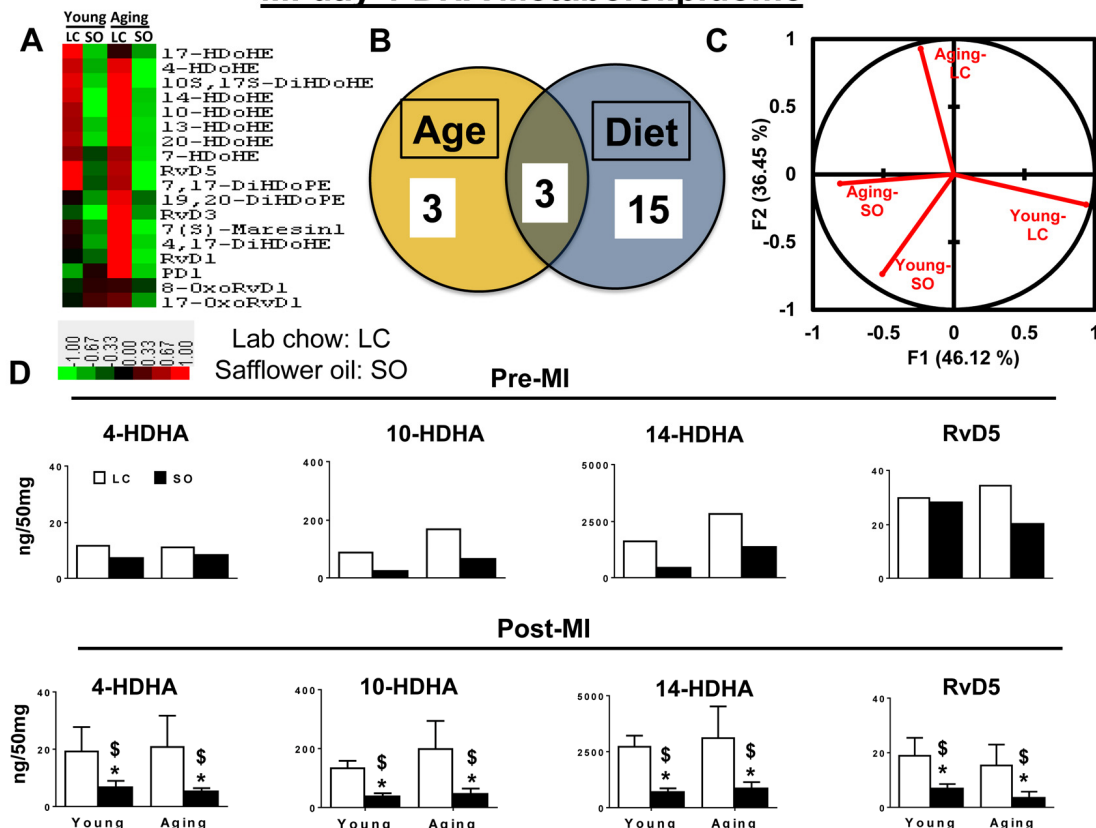 Young Aging
A
LC SO LC SO
17-HDoHE
4-HDoHE
10S,17S-DiHDoHE
14-HDoHE
10-HDoHE
13-HDoHE
20-HDoHE
7-HDoHE
RvD5
7,17-DiHDoPE
19,20-DiHDoPE
RvD3
7(S)-Maresin1
4,17-DiHDoHE
RvD1
PD1
8-OxoRvD1
17-OxoRvD1
-1.00
-0.67
-0.33
0.00
0.33
0.67
1.00
Lab chow: LC
Safflower oil: SO
B
Age
Diet
3
3
15
C
1
0.5
0
-0.5
-1
F2 (36.45 %)
Aging-
LC
Aging-
SO
Young-
LC
Young-
SO
-1 -0.5 0 0.5 1
F1 (46.12 %)
D
Pre-MI
4-HDHA 10-HDHA 14-HDHA RvD5
ng/50mg
40
20
0
LC SO
400
200
0
5000
2500
0
40
20
0
Post-MI
4-HDHA 10-HDHA 14-HDHA RvD5
ng/50mg
40
20
0
$ $
* *
Young Aging
400
200
0
$ $
* *
Young Aging
5000
2500
0
$ $
* *
Young Aging
40
20
0
$ $
* *
Young Aging